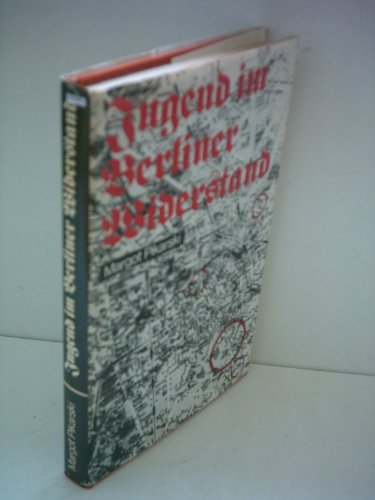 Jugend im
Berliner
Widerstand
Margot Pikarski
Margot Pikarski
Jugend im Berliner Widerstand